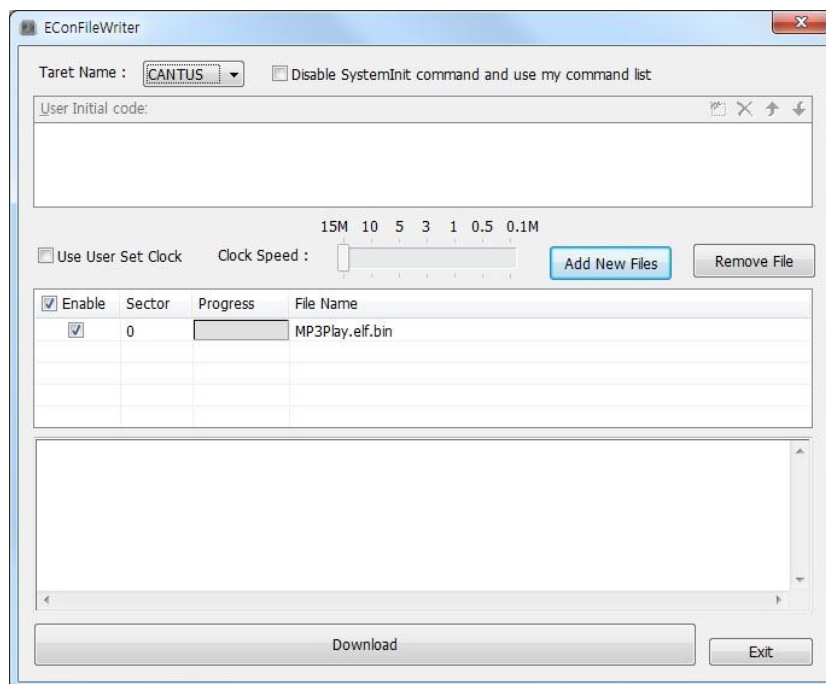 EConFileWriter
Taret Name : CANTUS Disable SystemInit command and use my command list
User Initial code:
15M 10 5 3 1 0.5 0.1M
Use User Set Clock Clock Speed : Add New Files Remove File
Enable Sector Progress File Name
0 MP3Play.elf.bin
Download Exit